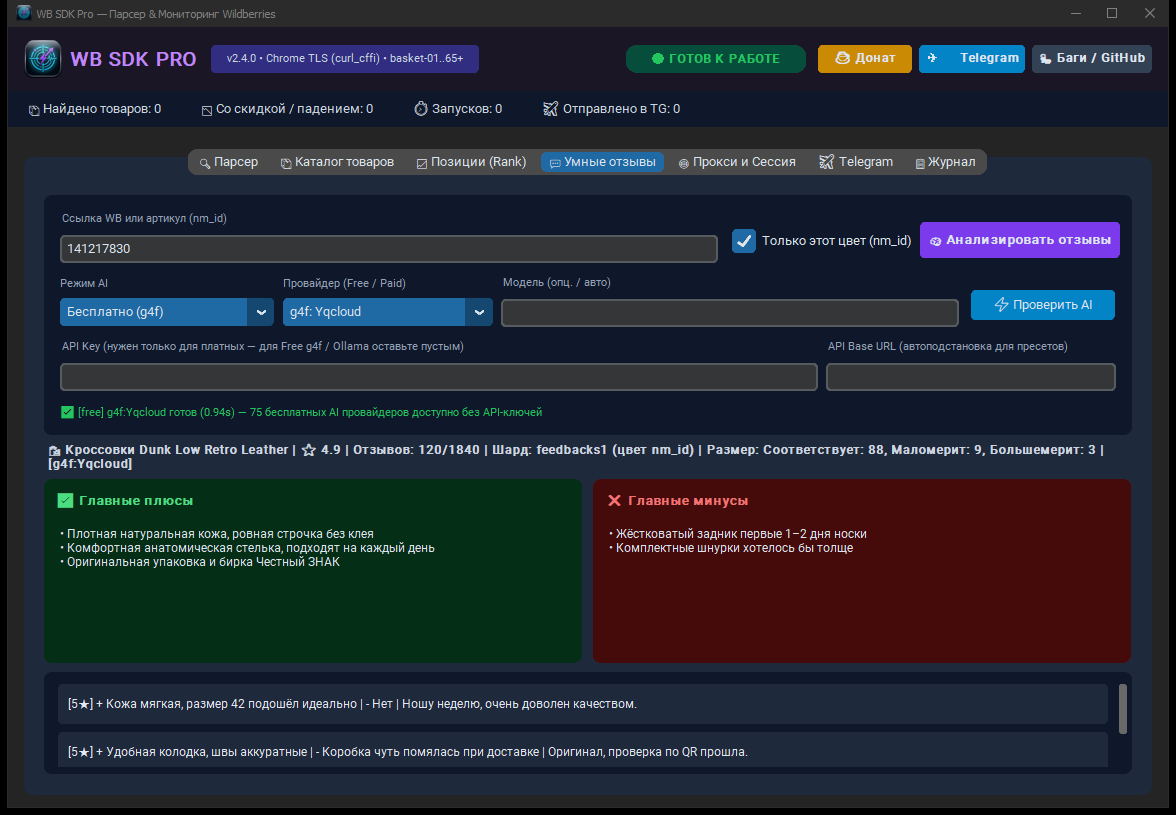 WB SDK Pro — Парсер & Мониторинг Wildberries
WB SDK PRO
v2.4.0 • Chrome TLS (curl_cffi) • basket-01..65+
ГОТОВ К РАБОТЕ
Донат
Telegram
Баги / GitHub
Найдено товаров: 0
Со скидкой / падением: 0
Запусков: 0
Отправлено в TG: 0
Парсер
Каталог товаров
Позиции (Rank)
Умные отзывы
Прокси и Сессия
Telegram
Журнал
Ссылка WB или артикул (nm_id)
141217830
Только этот цвет (nm_id)
Анализировать отзывы
Режим AI
Провайдер (Free / Paid)
Модель (опц. / авто)
Бесплатно (g4f)
g4f: Yqcloud
Проверить AI
API Key (нужен только для платных — для Free g4f / Ollama оставьте пустым)
API Base URL (автоподстановка для пресетов)
[free] g4f:Yqcloud готов (0.94s) — 75 бесплатных AI провайдеров доступно без API-ключей
Кроссовки Dunk Low Retro Leather | ☆ 4.9 | Отзывов: 120/1840 | Шард: feedbacks1 (цвет nm_id) | Размер: Соответствует: 88, Маломерит: 9, Большемерит: 3 |
[g4f:Yqcloud]
Главные плюсы
• Плотная натуральная кожа, ровная строчка без клея
• Комфортная анатомическая стелька, подходят на каждый день
• Оригинальная упаковка и бирка Честный ЗНАК
Главные минусы
• Жёстковатый задник первые 1–2 дня носки
• Комплектные шнурки хотелось бы толще
[5★] + Кожа мягкая, размер 42 подошёл идеально | - Нет | Ношу неделю, очень доволен качеством.
[5★] + Удобная колодка, швы аккуратные | - Коробка чуть помялась при доставке | Оригинал, проверка по QR прошла.